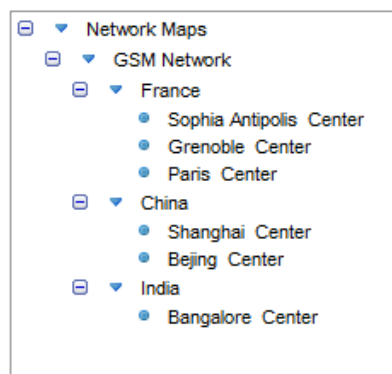 Network Maps
GSM Network
France
Sophia Antipolis Center
Grenoble Center
Paris Center
China
Shanghai Center
Bejing Center
India
Bangalore Center